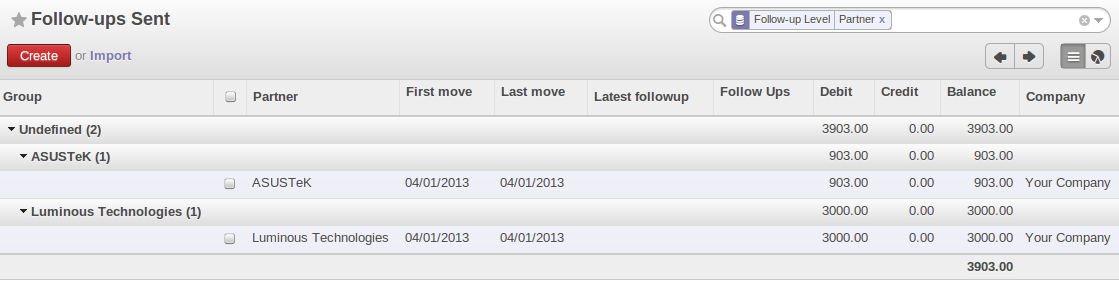 Follow-ups Sent
Follow-up Level Partner x
Create or Import
Group Partner First move Last move Latest followup Follow Ups Debit Credit Balance Company
Undefined (2) 3903.00 0.00 3903.00
ASUSTeK (1) 903.00 0.00 903.00
ASUSTeK 04/01/2013 04/01/2013 903.00 0.00 903.00 Your Company
Luminous Technologies (1) 3000.00 0.00 3000.00
Luminous Technologies 04/01/2013 04/01/2013 3000.00 0.00 3000.00 Your Company
3903.00